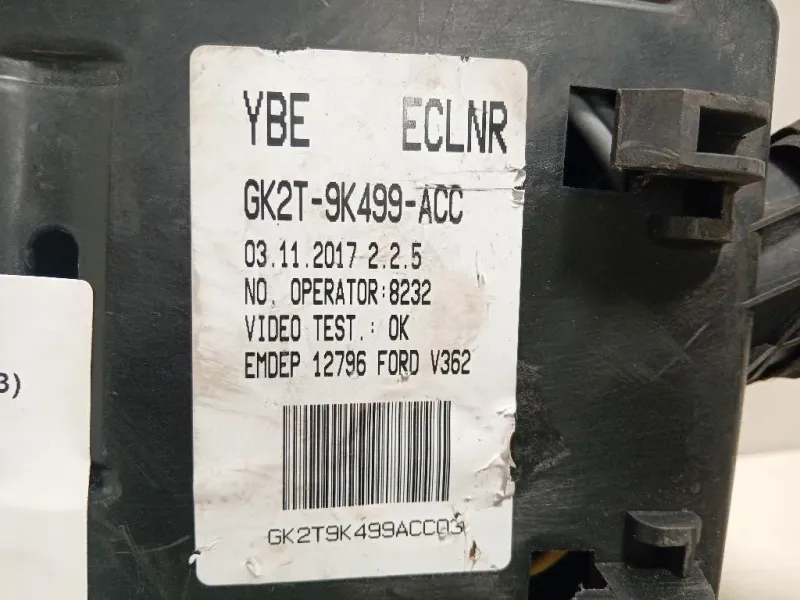 YBE ECLNR
GK2T-9K499-ACC
03.11.2017 2.2.5
NO. OPERATOR:8232
VIDEO TEST.: OK
EMDEP 12796 FORD V362
GK2T9K499ACC03
3)